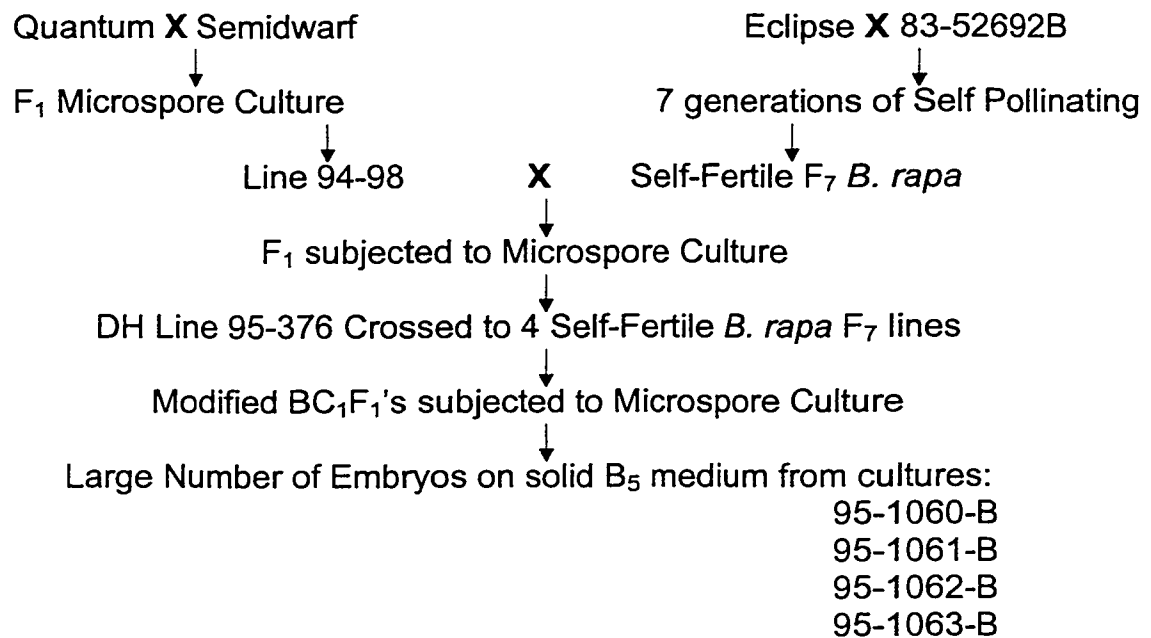 Quantum X Semidwarf
Eclipse X 83-52692B
F₁ Microspore Culture
7 generations of Self Pollinating
Line 94-98 X Self-Fertile F₇ B. rapa
F₁ subjected to Microspore Culture
DH Line 95-376 Crossed to 4 Self-Fertile B. rapa F₇ lines
Modified BC₁F₁'s subjected to Microspore Culture
Large Number of Embryos on solid B₅ medium from cultures:
95-1060-B
95-1061-B
95-1062-B
95-1063-B